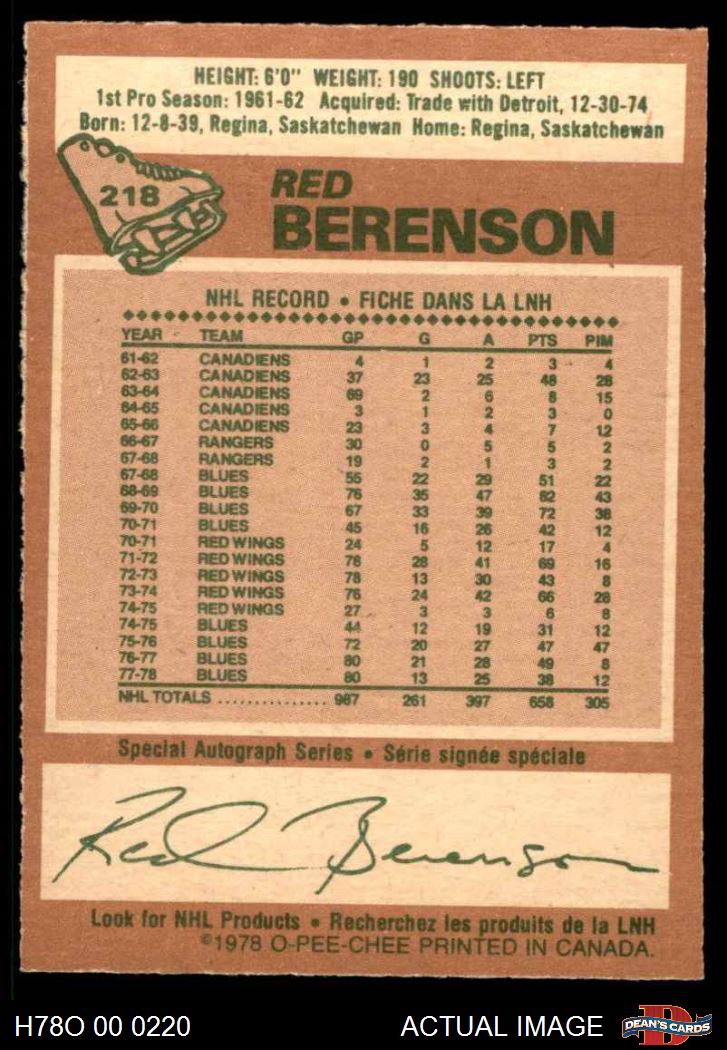 HEIGHT: 6'0" WEIGHT: 190 SHOOTS: LEFT
1st Pro Season: 1961-62 Acquired: Trade with Detroit, 12-30-74
Born: 12-8-39, Regina, Saskatchewan Home: Regina, Saskatchewan
218
RED
BERENSON
NHL RECORD • FICHE DANS LA LNH
YEAR TEAM GP G A PTS PIM
61-62 CANADIENS 4 1 2 3 4
62-63 CANADIENS 37 23 25 48 28
63-64 CANADIENS 69 2 6 8 15
64-65 CANADIENS 3 1 2 3 0
65-66 CANADIENS 23 3 4 7 12
66-67 RANGERS 30 0 5 5 2
67-68 RANGERS 19 2 1 3 2
67-68 BLUES 55 22 29 51 22
68-69 BLUES 76 35 47 82 43
69-70 BLUES 67 33 39 72 38
70-71 BLUES 45 16 26 42 12
70-71 RED WINGS 24 5 12 17 4
71-72 RED WINGS 78 28 41 69 16
72-73 RED WINGS 78 13 30 43 8
73-74 RED WINGS 76 24 42 66 28
74-75 RED WINGS 27 3 3 6 8
74-75 BLUES 44 12 19 31 12
75-76 BLUES 72 20 27 47 47
76-77 BLUES 80 21 28 49 8
77-78 BLUES 80 13 25 38 12
NHL TOTALS ............... 987 261 397 658 305
Special Autograph Series • Série signée spéciale
Red Berenson
Look for NHL Products • Recherchez les produits de la LNH
©1978 O-PEE-CHEE PRINTED IN CANADA.
H78O 00 0220 ACTUAL IMAGE D DEAN'S CARDS